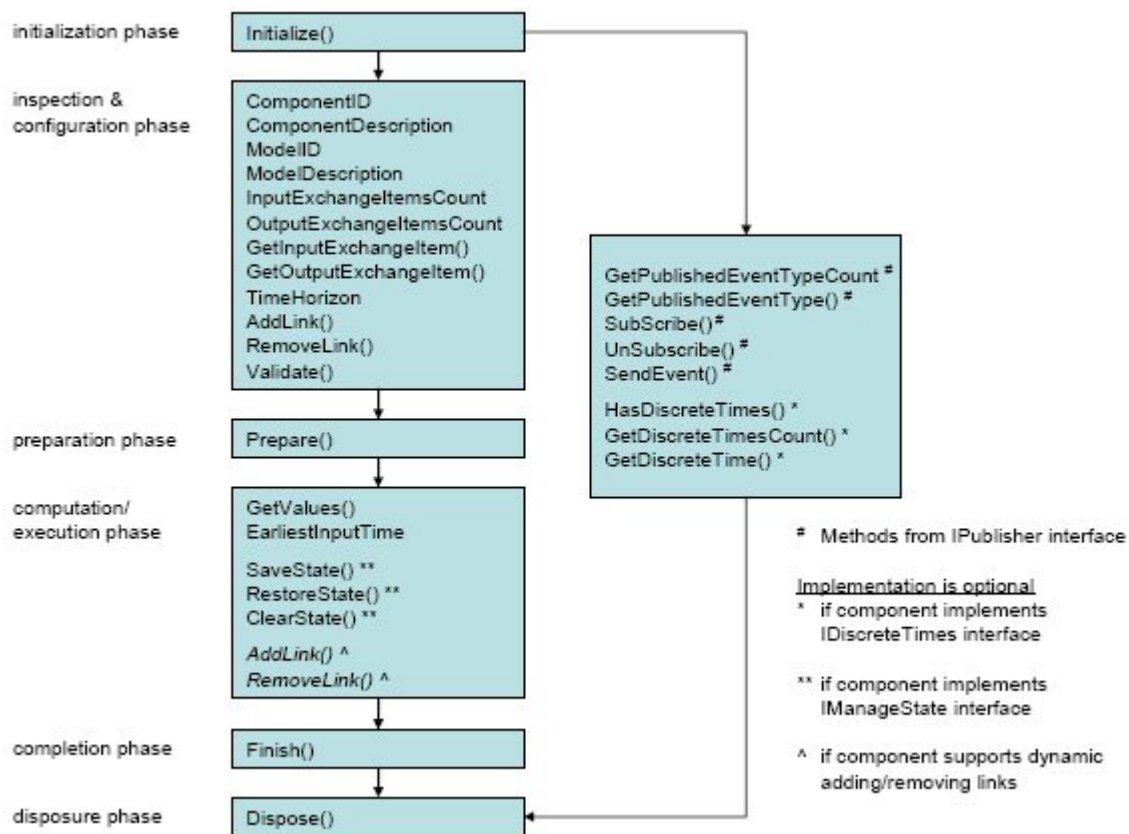 initialization phase
Initialize()
inspection &
configuration phase
ComponentID
ComponentDescription
ModelID
ModelDescription
InputExchangeItemsCount
OutputExchangeItemsCount
GetInputExchangeItem()
GetOutputExchangeItem()
TimeHorizon
AddLink()
RemoveLink()
Validate()
GetPublishedEventTypeCount #
GetPublishedEventType() #
SubScribe()#
UnSubscribe() #
SendEvent() #
HasDiscreteTimes() *
GetDiscreteTimesCount() *
GetDiscreteTime() *
preparation phase
Prepare()
computation/
execution phase
GetValues()
EarliestInputTime
SaveState() **
RestoreState() **
ClearState() **
AddLink() ^
RemoveLink() ^
# Methods from IPublisher interface
Implementation is optional
* if component implements
IDiscreteTimes interface
** if component implements
IManageState interface
^ if component supports dynamic
adding/removing links
completion phase
Finish()
disposure phase
Dispose()